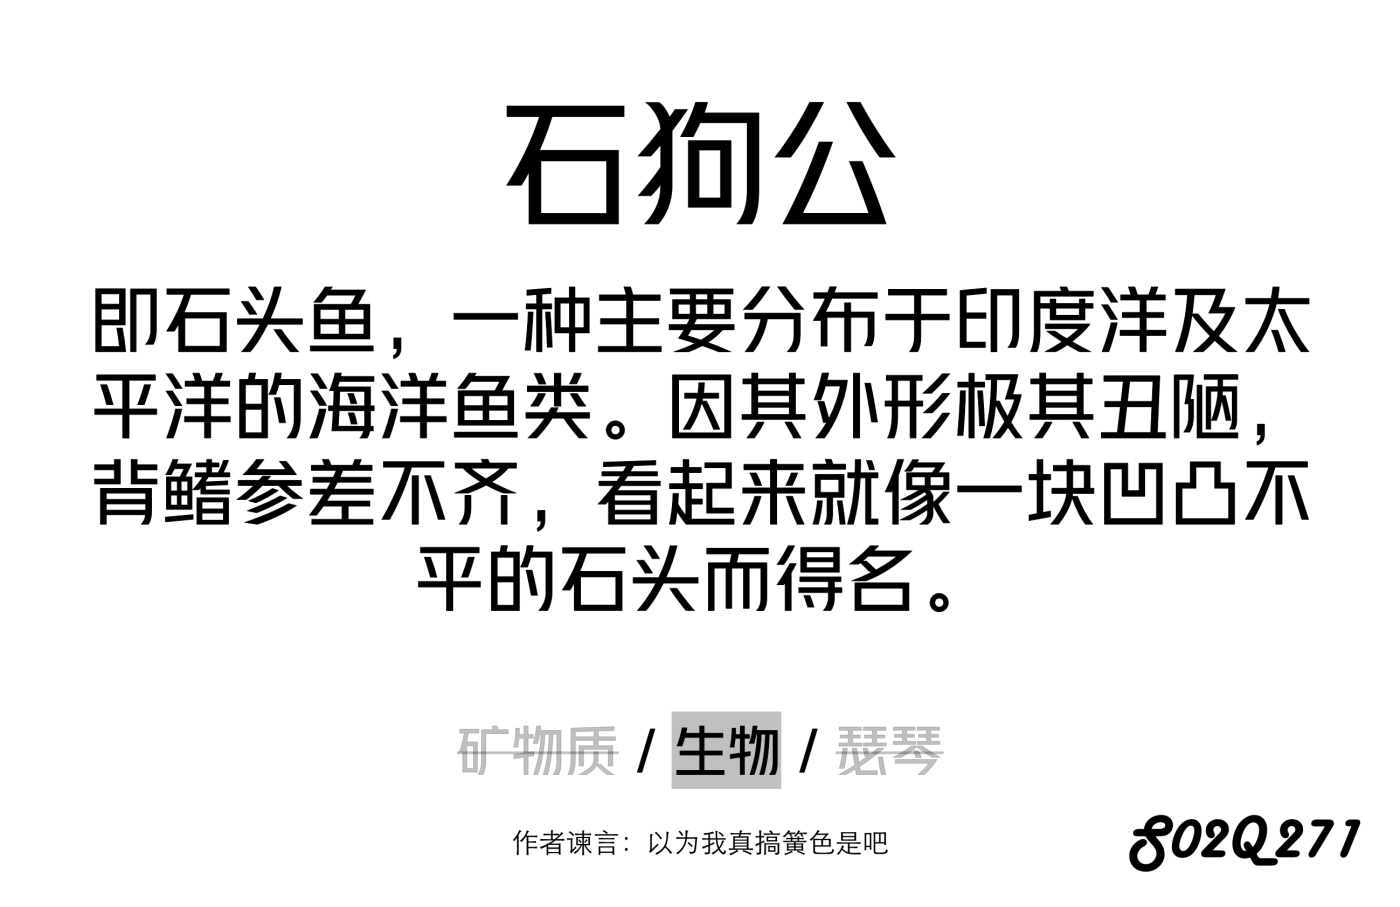 石狗公
即石头鱼，一种主要分布于印度洋及太
平洋的海洋鱼类。因其外形极其丑陋，
背鳍参差不齐，看起来就像一块凹凸不
平的石头而得名。
矿物质 / 生物 / 瑟琴
作者谏言：以为我真搞簧色是吧
S02Q271